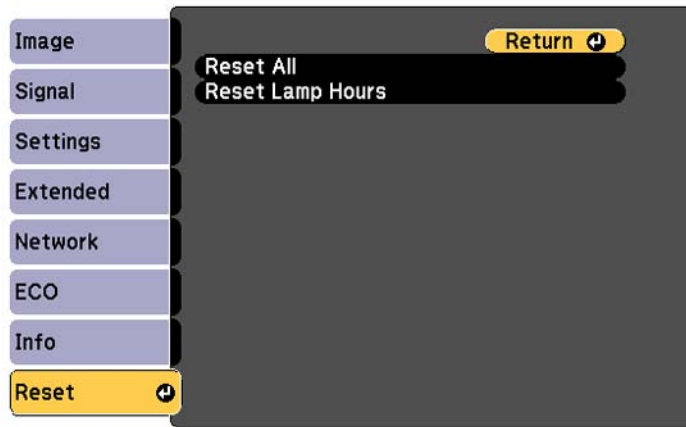 Image
Signal
Settings
Extended
Network
ECO
Info
Reset
Return
Reset All
Reset Lamp Hours